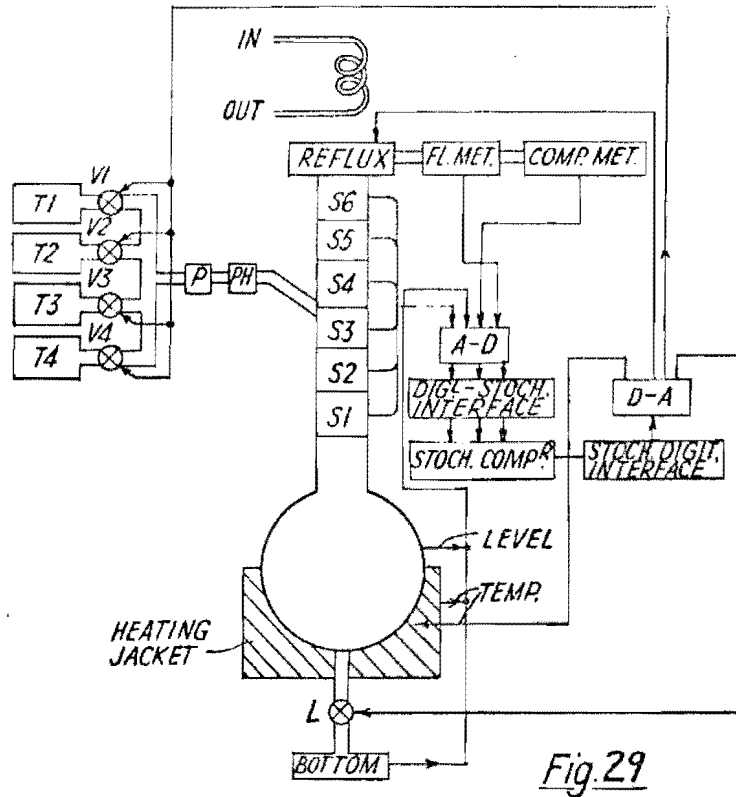 IN
OUT
REFLUX
FL. MET.
COMP. MET.
V1
T1
V2
T2
V3
T3
V4
T4
P
PH
S6
S5
S4
S3
S2
S1
A-D
DIGL-STOCH.
INTERFACE
STOCH. COMPR.
D-A
STOCH. DIGIT.
INTERFACE
LEVEL
TEMP.
HEATING
JACKET
L
BOTTOM
Fig. 29